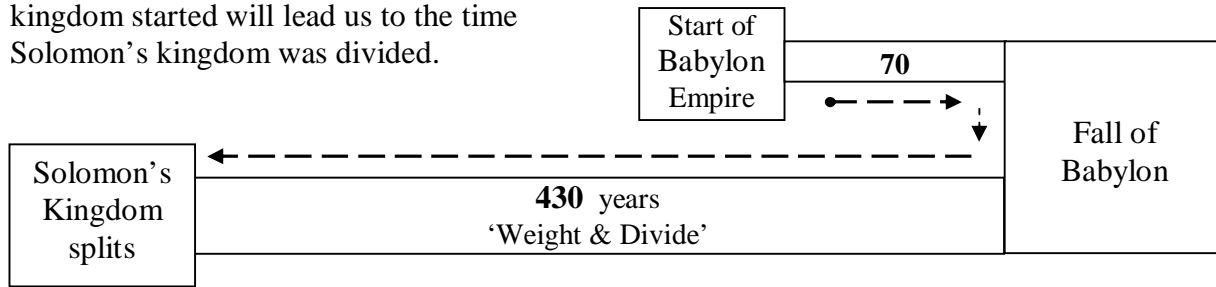 kingdom started will lead us to the time
Solomon’s kingdom was divided.
Start of
Babylon
Empire
70
Fall of
Babylon
Solomon’s
Kingdom
splits
430 years
‘Weight & Divide’